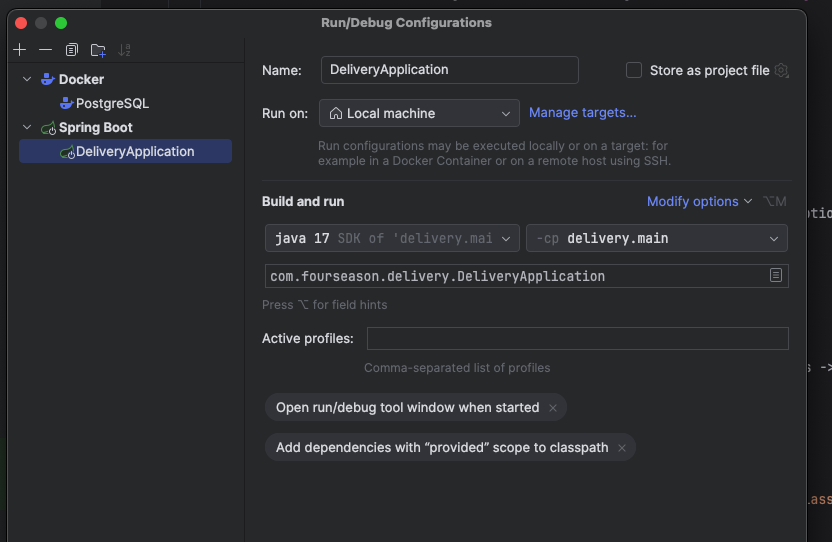 Run/Debug Configurations
Docker
PostgreSQL
Spring Boot
DeliveryApplication
Name: DeliveryApplication
Store as project file
Run on: Local machine Manage targets...
Run configurations may be executed locally or on a target: for
example in a Docker Container or on a remote host using SSH.
Build and run Modify options ⌥M
java 17 SDK of 'delivery.mai -cp delivery.main
com.fourseason.delivery.DeliveryApplication
Press ⌥ for field hints
Active profiles:
Comma-separated list of profiles
Open run/debug tool window when started ×
Add dependencies with “provided” scope to classpath ×
ptio
s ->
lass